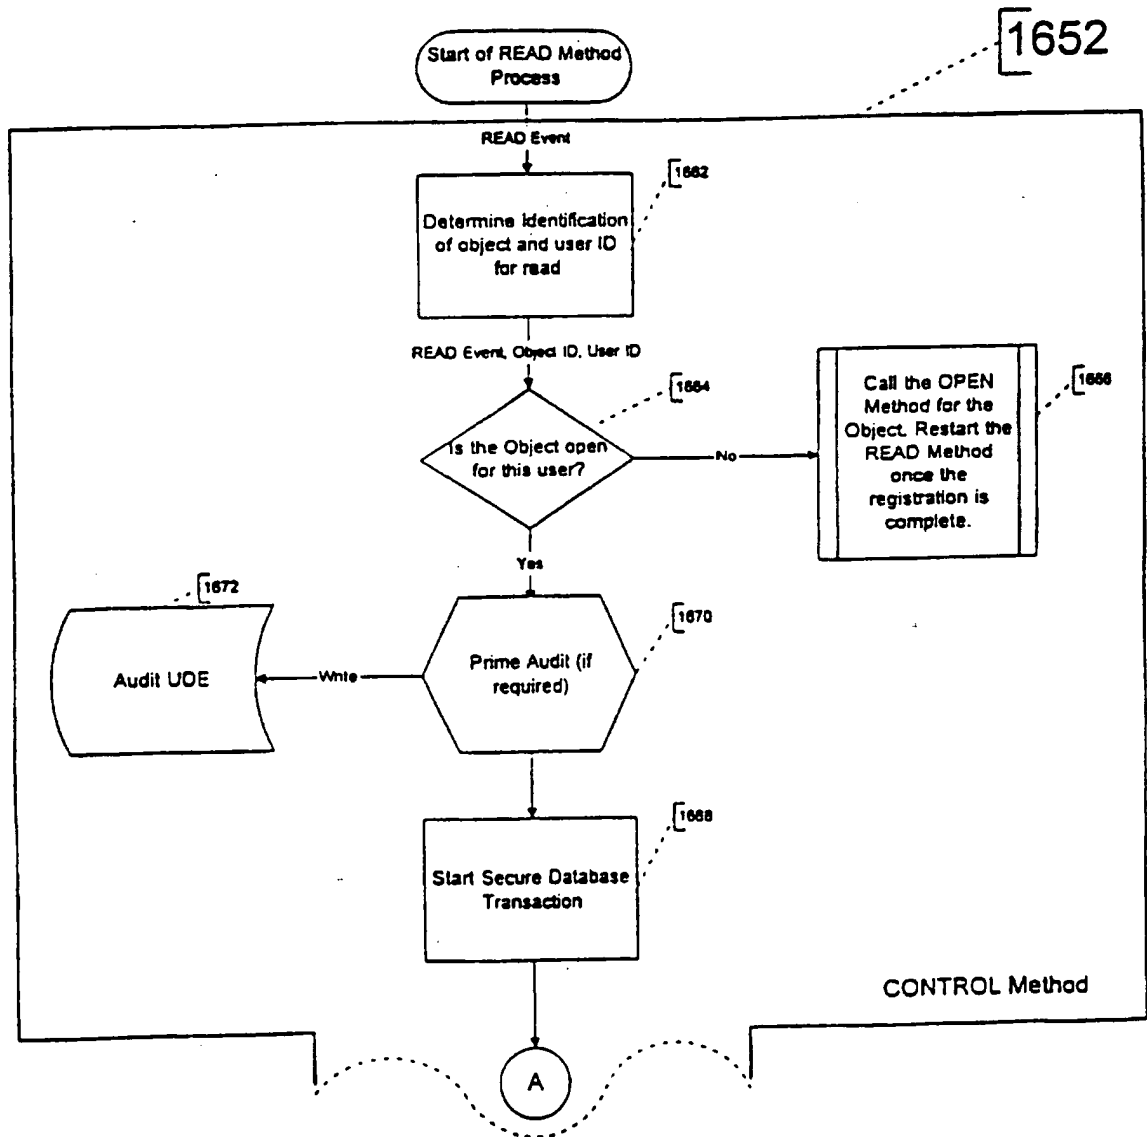 1652
Start of READ Method
Process
READ Event
1662
Determine Identification
of object and user ID
for read
READ Event, Object ID, User ID
1664
Is the Object open
for this user?
No
Call the OPEN
Method for the
Object. Restart the
READ Method
once the
registration is
complete.
1666
Yes
1672
Audit UDE
Write
Prime Audit (if
required)
1670
1668
Start Secure Database
Transaction
CONTROL Method
A